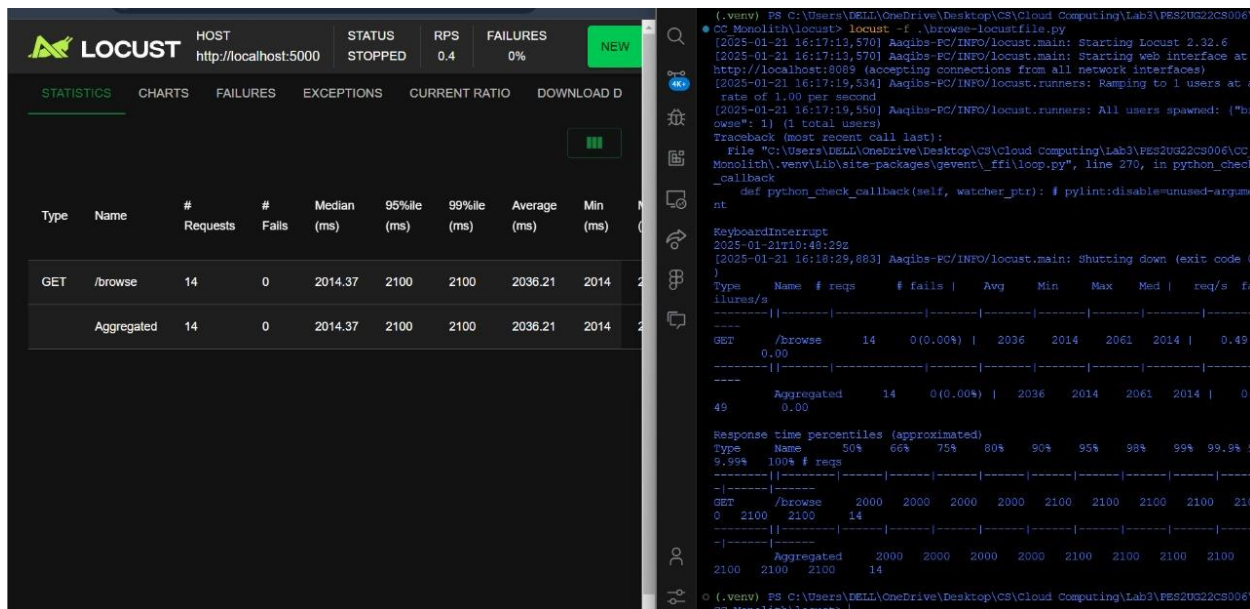 LOCUST
HOST
http://localhost:5000
STATUS
STOPPED
RPS
0.4
FAILURES
0%
NEW
STATISTICS CHARTS FAILURES EXCEPTIONS CURRENT RATIO DOWNLOAD D
Type Name # Requests # Fails Median (ms) 95%ile (ms) 99%ile (ms) Average (ms) Min (ms)
GET /browse 14 0 2014.37 2100 2100 2036.21 2014 2
Aggregated 14 0 2014.37 2100 2100 2036.21 2014 2
4K+
(.venv) PS C:\Users\DELL\OneDrive\Desktop\CS\Cloud Computing\Lab3\PES2UG22CS006\
CC_Monolith\locust> locust -f .\browse-locustfile.py
[2025-01-21 16:17:13,570] Aaqibs-PC/INFO/locust.main: Starting Locust 2.32.6
[2025-01-21 16:17:13,570] Aaqibs-PC/INFO/locust.main: Starting web interface at
http://localhost:8089 (accepting connections from all network interfaces)
[2025-01-21 16:17:19,534] Aaqibs-PC/INFO/locust.runners: Ramping to 1 users at a
rate of 1.00 per second
[2025-01-21 16:17:19,550] Aaqibs-PC/INFO/locust.runners: All users spawned: {"br
owse": 1} (1 total users)
Traceback (most recent call last):
File "C:\Users\DELL\OneDrive\Desktop\CS\Cloud Computing\Lab3\PES2UG22CS006\CC_
Monolith\.venv\Lib\site-packages\gevent\_ffi\loop.py", line 270, in python_check
_callback
def python_check_callback(self, watcher_ptr): # pylint:disable=unused-argume
nt
KeyboardInterrupt
2025-01-21T10:48:29Z
[2025-01-21 16:18:29,883] Aaqibs-PC/INFO/locust.main: Shutting down (exit code 0
)
Type Name # reqs # fails | Avg Min Max Med | req/s fa
ilures/s
--------||-------|-------------|-------|-------|-------|-------|--------|-------
----
GET /browse 14 0(0.00%) | 2036 2014 2061 2014 | 0.49
0.00
--------||-------|-------------|-------|-------|-------|-------|--------|-------
----
Aggregated 14 0(0.00%) | 2036 2014 2061 2014 | 0.
49 0.00
Response time percentiles (approximated)
Type Name 50% 66% 75% 80% 90% 95% 98% 99% 99.9% 9
9.99% 100% # reqs
--------||--------|------|------|------|------|------|------|------|------|-----
-|------|------
GET /browse 2000 2000 2000 2000 2100 2100 2100 2100 210
0 2100 2100 14
--------||--------|------|------|------|------|------|------|------|------|-----
-|------|------
Aggregated 2000 2000 2000 2000 2100 2100 2100 2100
2100 2100 2100 14
(.venv) PS C:\Users\DELL\OneDrive\Desktop\CS\Cloud Computing\Lab3\PES2UG22CS006\
CC_Monolith\locust>